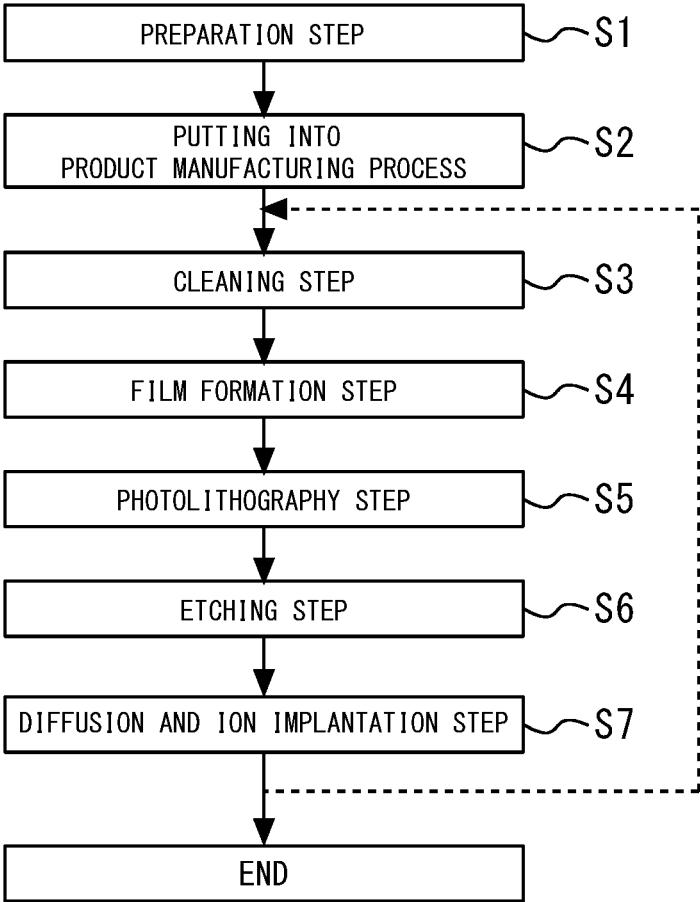 PREPARATION STEP S1
PUTTING INTO
PRODUCT MANUFACTURING PROCESS S2
CLEANING STEP S3
FILM FORMATION STEP S4
PHOTOLITHOGRAPHY STEP S5
ETCHING STEP S6
DIFFUSION AND ION IMPLANTATION STEP S7
END